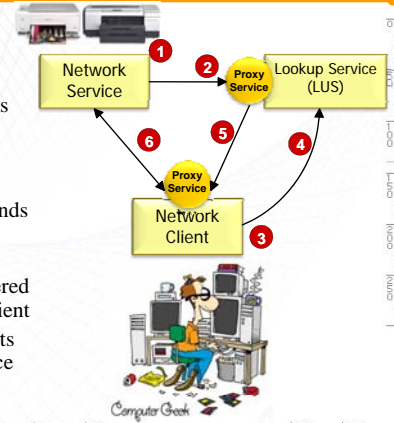 1
2
Network
Service
Proxy
Service
Lookup Service
(LUS)
s
6
5
4
Proxy
Service
nds
Network
Client
3
ered
ient
ts
ce
Computer Geek